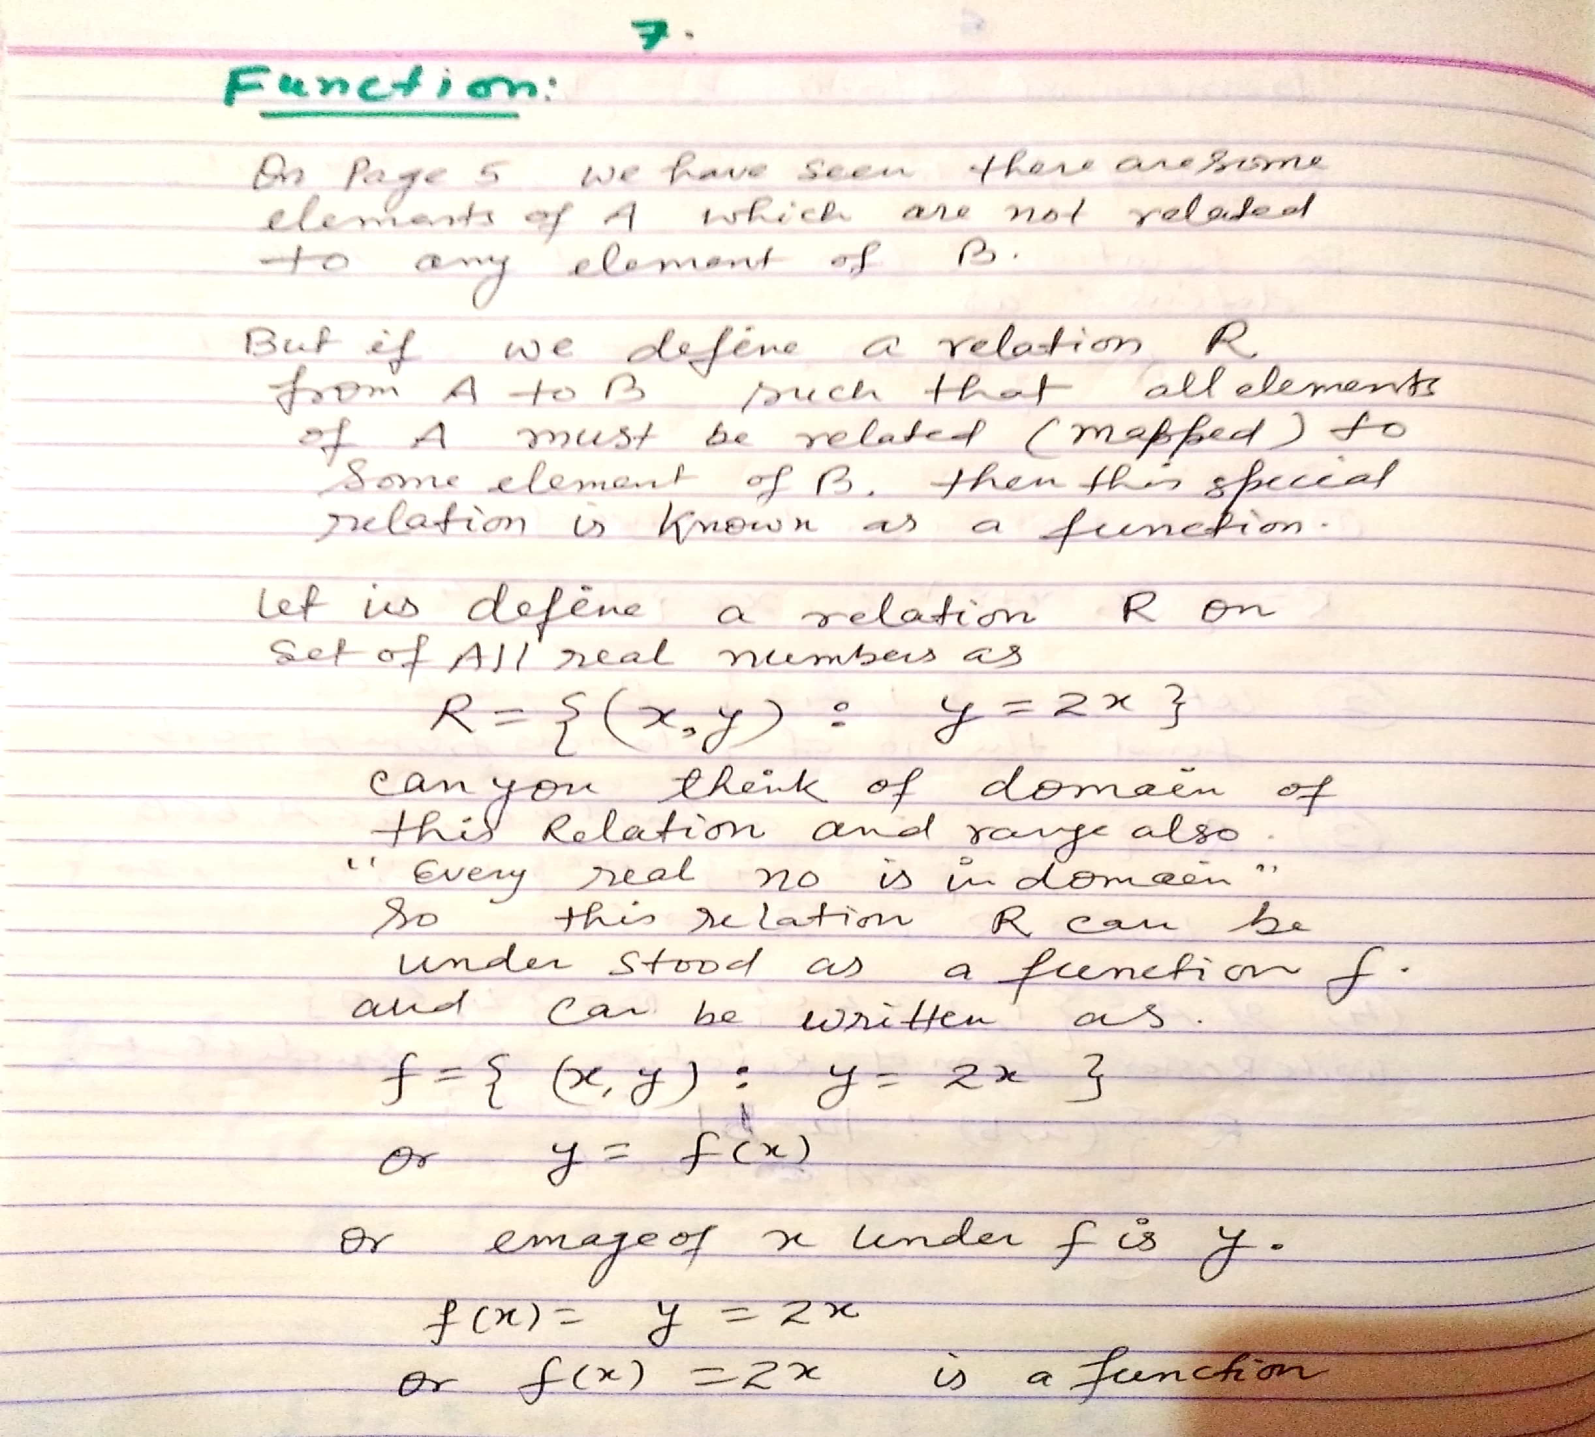 7.
Function:
On Page 5 we have seen there are some
elements of A which are not related
to any element of B.
But if we define a relation R
from A to B such that all elements
of A must be related (mapped) to
Some element of B. then this special
relation is known as a function.
Let us define a relation R on
Set of All real numbers as
R = {(x,y) : y = 2x }
can you think of domain of
this Relation and range also.
" Every real no is in domain "
So this relation R can be
under stood as a function f.
and can be written as.
f = { (x, y) : y = 2x }
or y = f(x)
or emage of x under f is y.
f(x) = y = 2x
or f(x) = 2x is a function